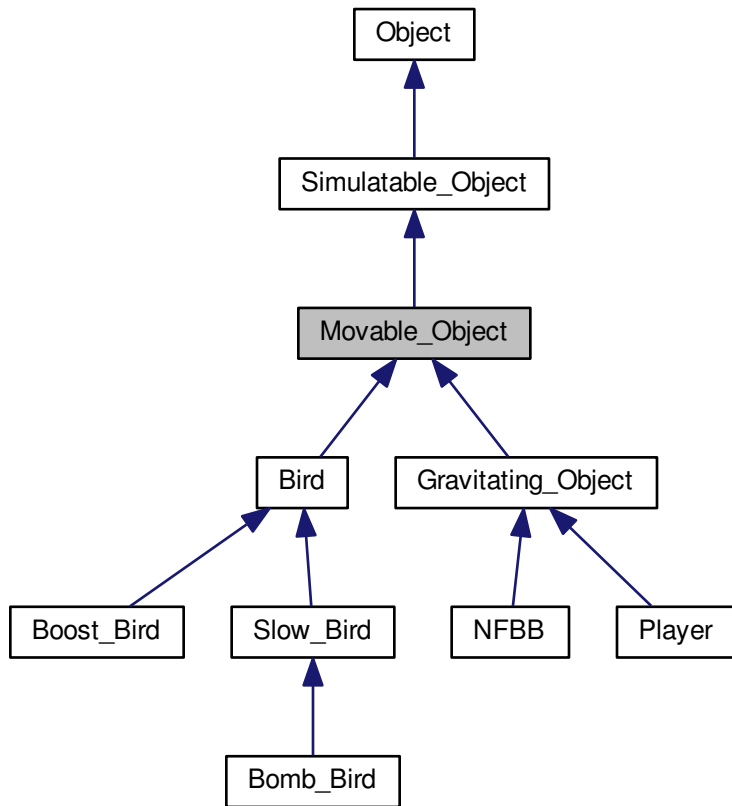 Object
Simulatable_Object
Movable_Object
Bird
Gravitating_Object
Boost_Bird
Slow_Bird
NFBB
Player
Bomb_Bird